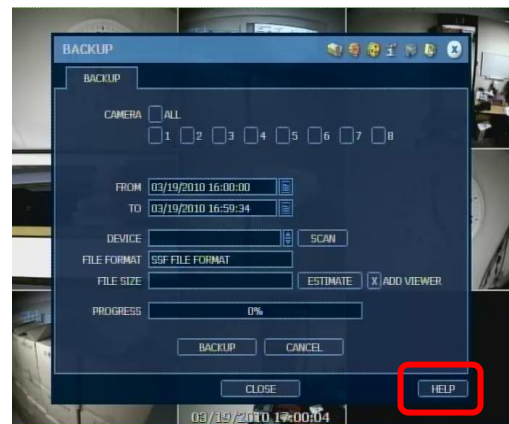 BACKUP
BACKUP
CAMERA ALL
1 2 3 4 5 6 7 8
FROM 03/19/2010 16:00:00
TO 03/19/2010 16:59:34
DEVICE SCAN
FILE FORMAT SSF FILE FORMAT
FILE SIZE ESTIMATE X ADD VIEWER
PROGRESS 0%
BACKUP CANCEL
CLOSE HELP
03/19/2010 17:00:04